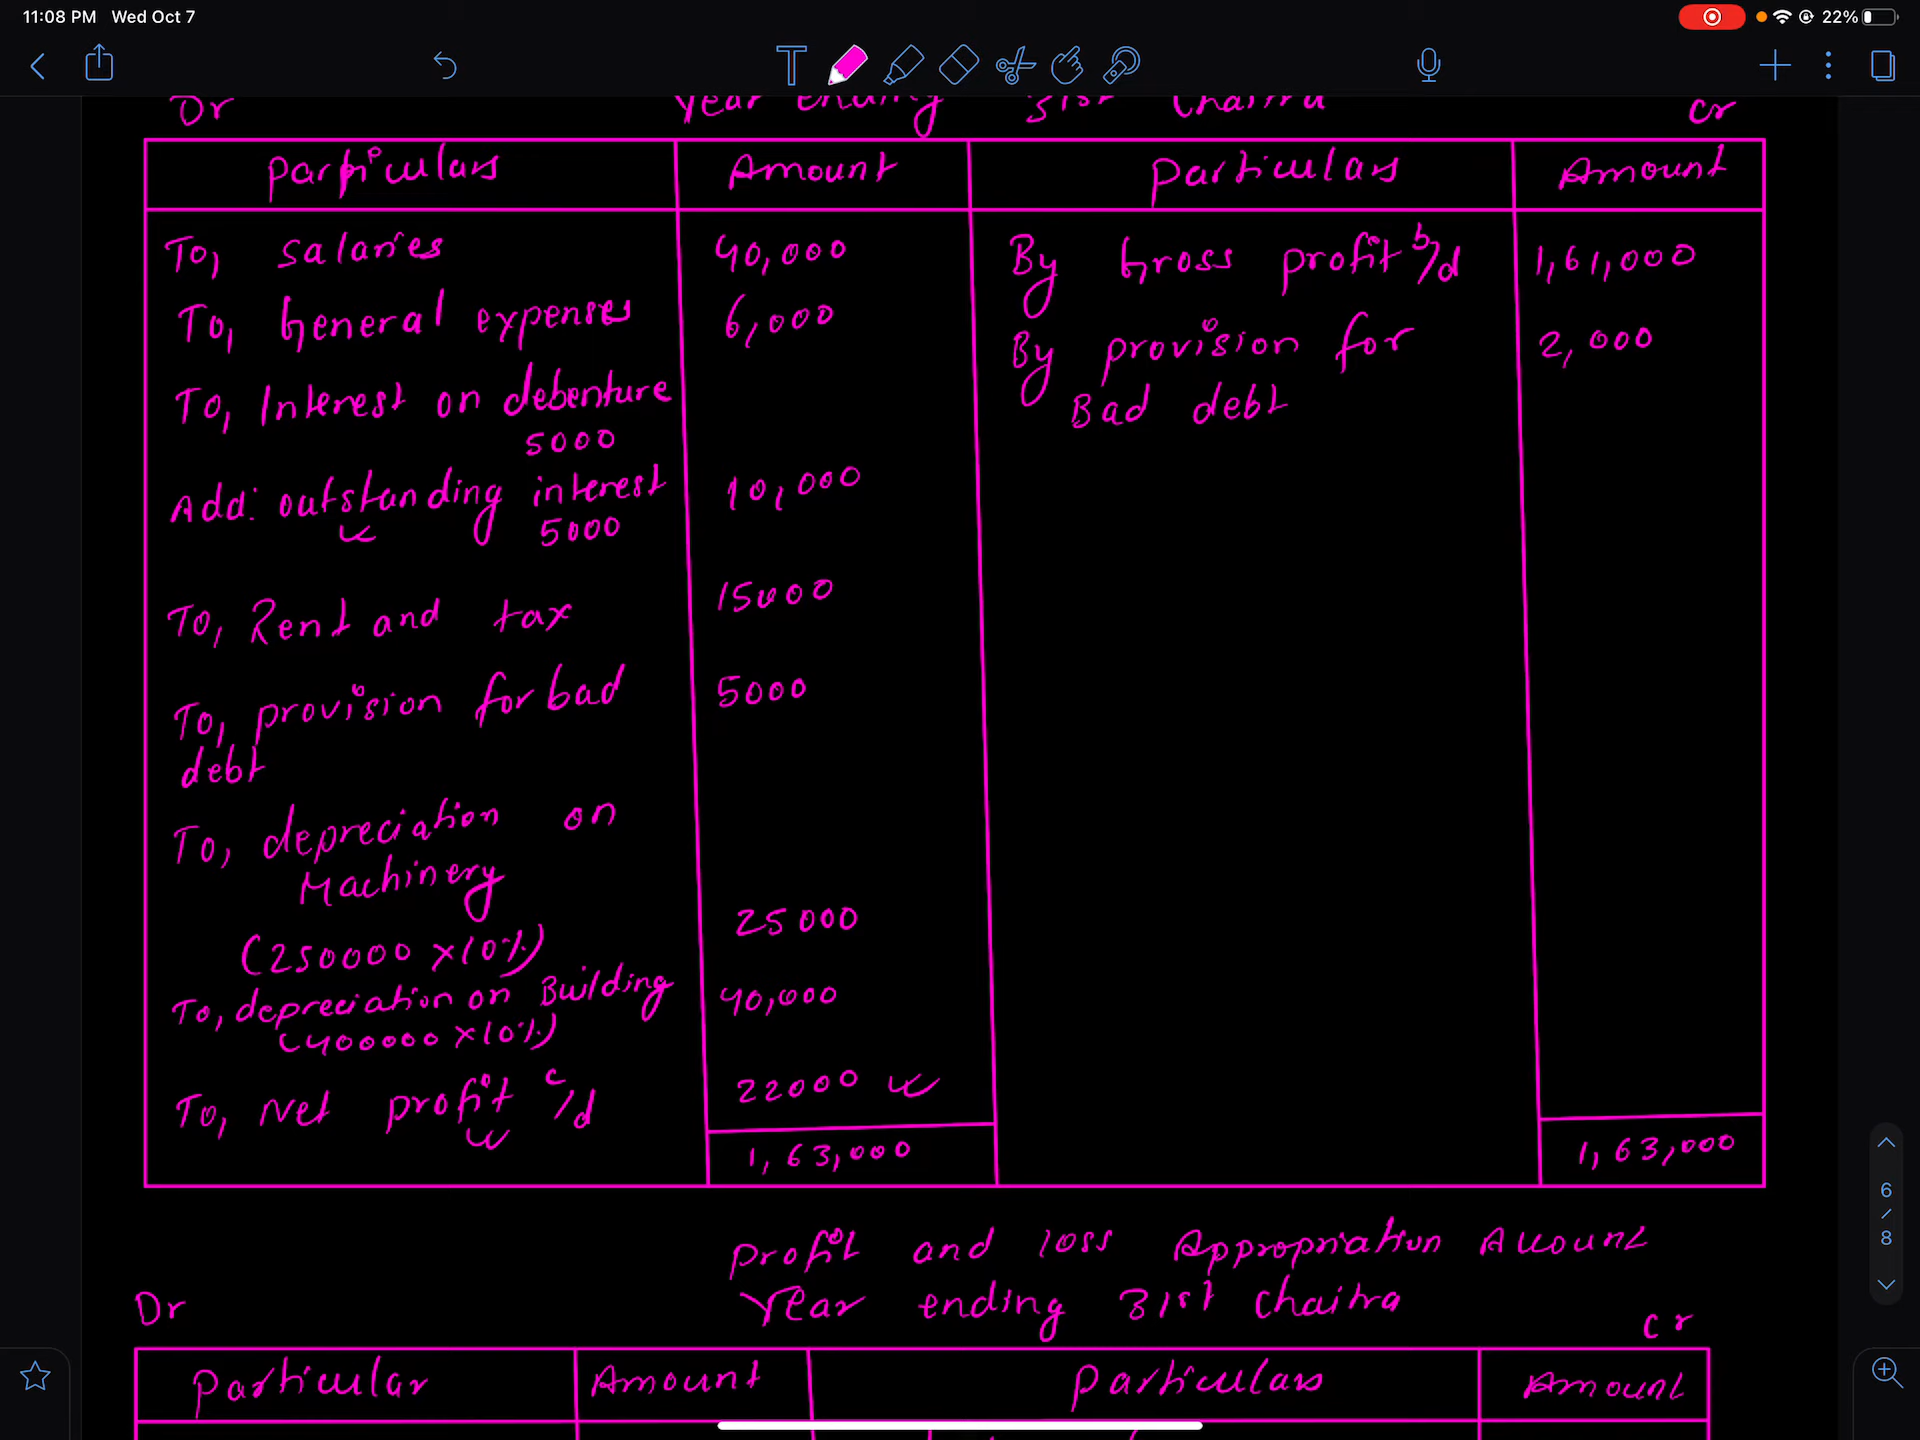 11:08 PM Wed Oct 7
22%
Dr Year ending 31st Chaitra Cr
Particulars Amount Particulars Amount
To, Salaries 40,000 By Gross profit b/d 1,61,000
To, General expenses 6,000 By provision for 2,000
Bad debt
To, Interest on debenture
5000
Add: outstanding interest 10,000
5000
To, Rent and tax 15000
To, provision for bad 5000
debt
To, depreciation on
Machinery
(250000 x 10%) 25000
To, depreciation on Building 40,000
(400000 x 10%)
To, Net profit c/d 22000
1,63,000 1,63,000
Profit and loss Appropriation Account
Dr Year ending 31st Chaitra Cr
Particular Amount Particulars Amount
6
/
8